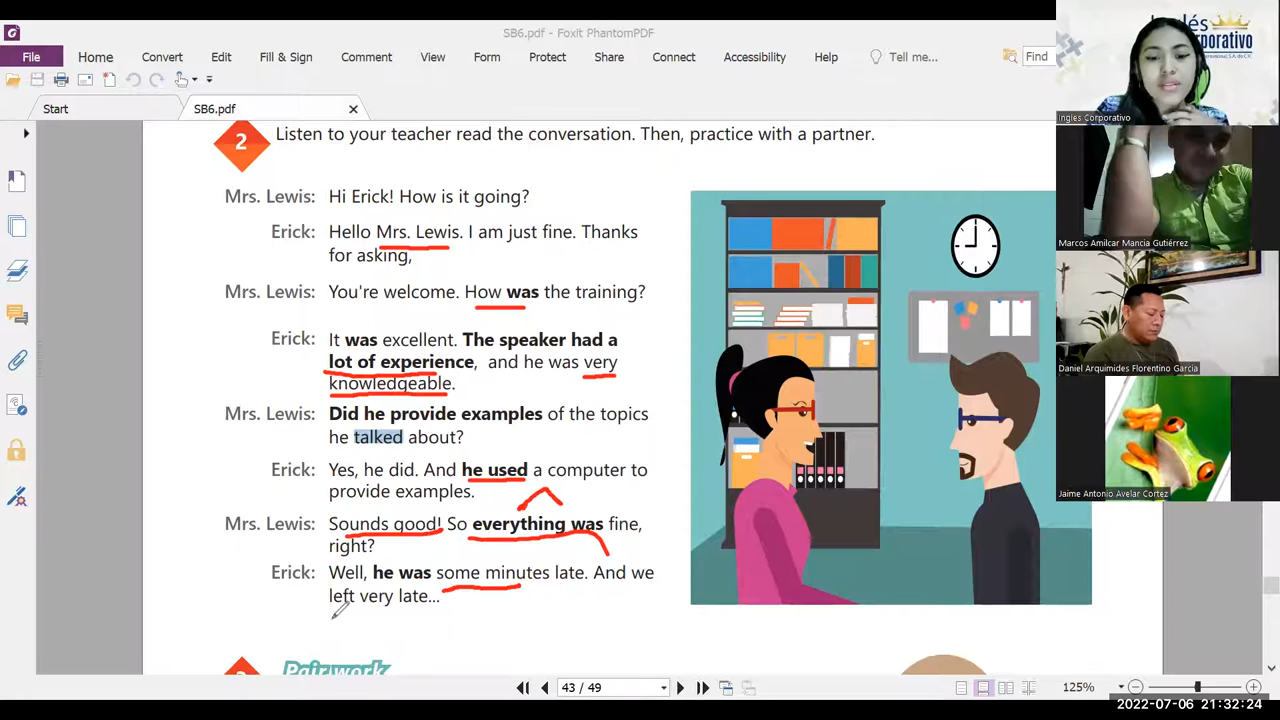 SB6.pdf - Foxit PhantomPDF
File Home Convert Edit Fill & Sign Comment View Form Protect Share Connect Accessibility Help Tell me... Find
Start SB6.pdf
2 Listen to your teacher read the conversation. Then, practice with a partner.
Mrs. Lewis: Hi Erick! How is it going?
Erick: Hello Mrs. Lewis. I am just fine. Thanks
for asking,
Mrs. Lewis: You're welcome. How was the training?
Erick: It was excellent. The speaker had a
lot of experience, and he was very
knowledgeable.
Mrs. Lewis: Did he provide examples of the topics
he talked about?
Erick: Yes, he did. And he used a computer to
provide examples.
Mrs. Lewis: Sounds good! So everything was fine,
right?
Erick: Well, he was some minutes late. And we
left very late...
Pair work
43 / 49
125%
Ingles Corporativo
Marcos Amilcar Mancia Gutiérrez
Daniel Arquimides Florentino Garcia
Jaime Antonio Avelar Cortez
2022-07-06 21:32:24